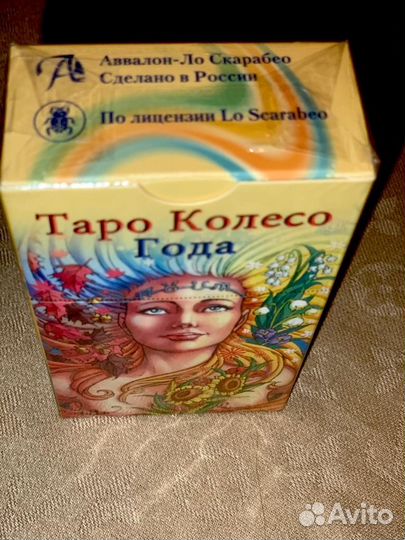 Аввалон-Ло Скарабео
Сделано в России
По лицензии Lo Scarabeo
Таро Колесо
Года
Avito